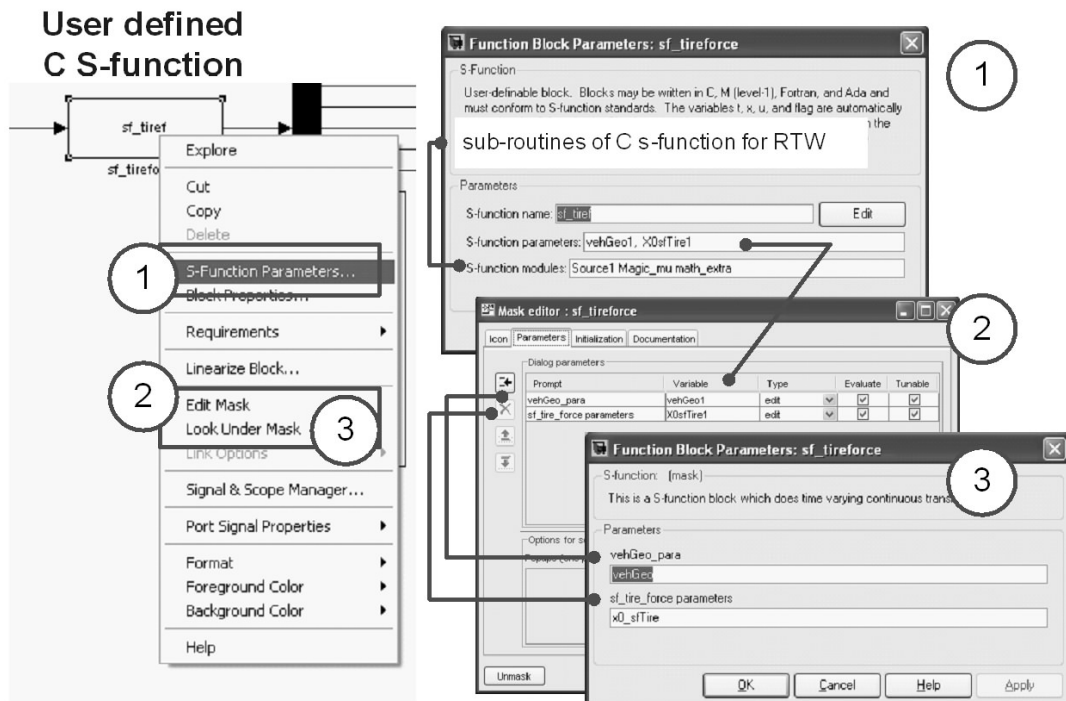 User defined
C S-function
sf_tiref
sf_tirefo
Explore
Cut
Copy
Delete
1
S-Function Parameters...
Block Properties...
Requirements
Linearize Block...
2
Edit Mask
Look Under Mask
3
Link Options
Signal & Scope Manager...
Port Signal Properties
Format
Foreground Color
Background Color
Help
Function Block Parameters: sf_tireforce
1
S-Function
User-definable block. Blocks may be written in C, M (level-1), Fortran, and Ada and
must conform to S-function standards. The variables t, x, u, and flag are automatically
the
sub-routines of C s-function for RTW
Parameters
S-function name: sf_tiref
Edit
S-function parameters: vehGeo1, X0sfTire1
S-function modules: Source1 Magic_mu math_extra
Mask editor : sf_tireforce
2
Icon Parameters Initialization Documentation
Dialog parameters
Prompt Variable Type Evaluate Tunable
vehGeo_para vehGeo1 edit
sf_tire_force parameters X0sfTire1 edit
Options for
Unmask
Function Block Parameters: sf_tireforce
3
S-function: (mask)
This is a S-function block which does time varying continuous
Parameters
vehGeo_para
vehGeo
sf_tire_force parameters
x0_sfTire
OK Cancel Help Apply